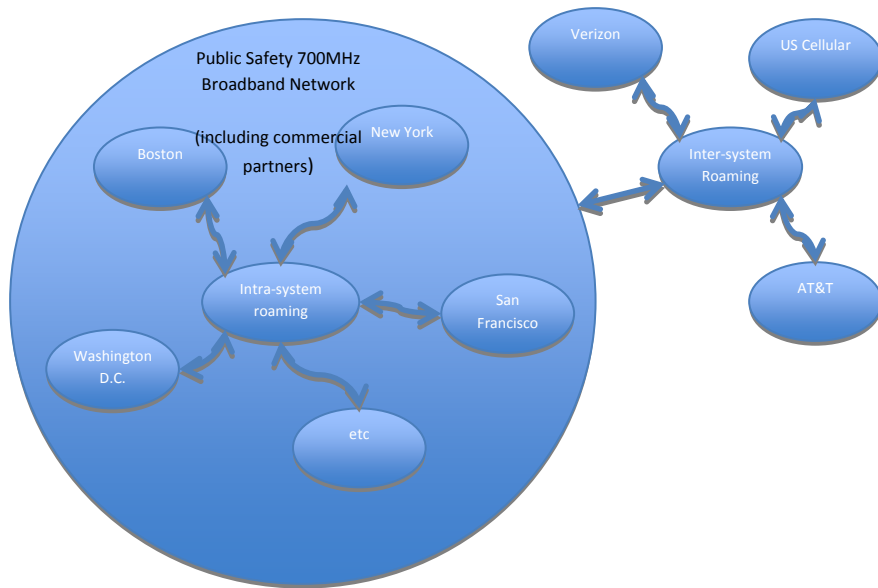 Public Safety 700MHz
Broadband Network
(including commercial
partners)
Boston
New York
Intra-system
roaming
San
Francisco
Washington
D.C.
etc
Verizon
US Cellular
Inter-system
Roaming
AT&T